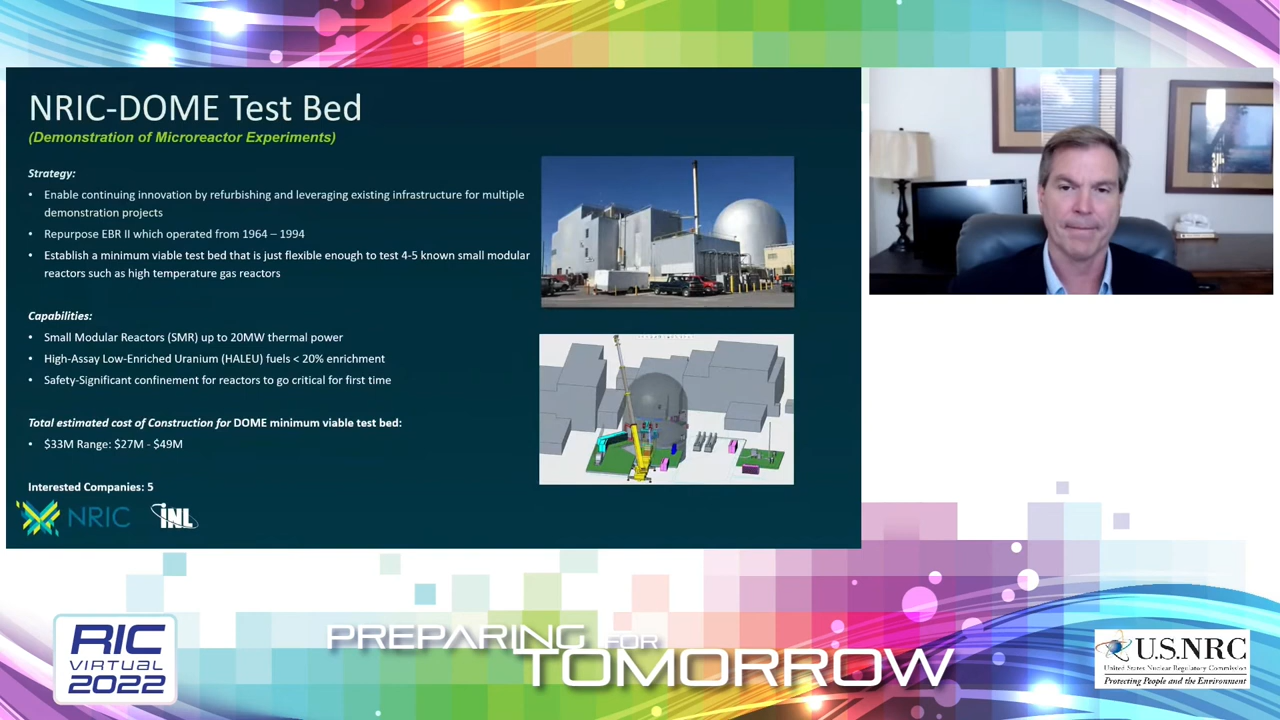 NRIC-DOME Test Bed
(Demonstration of Microreactor Experiments)
Strategy:
• Enable continuing innovation by refurbishing and leveraging existing infrastructure for multiple
demonstration projects
• Repurpose EBR II which operated from 1964 – 1994
• Establish a minimum viable test bed that is just flexible enough to test 4-5 known small modular
reactors such as high temperature gas reactors
Capabilities:
• Small Modular Reactors (SMR) up to 20MW thermal power
• High-Assay Low-Enriched Uranium (HALEU) fuels < 20% enrichment
• Safety-Significant confinement for reactors to go critical for first time
Total estimated cost of Construction for DOME minimum viable test bed:
• $33M Range: $27M - $49M
Interested Companies: 5
NRIC
INL
RIC
VIRTUAL
2022
PREPARING FOR
TOMORROW
U.S.NRC
United States Nuclear Regulatory Commission
Protecting People and the Environment